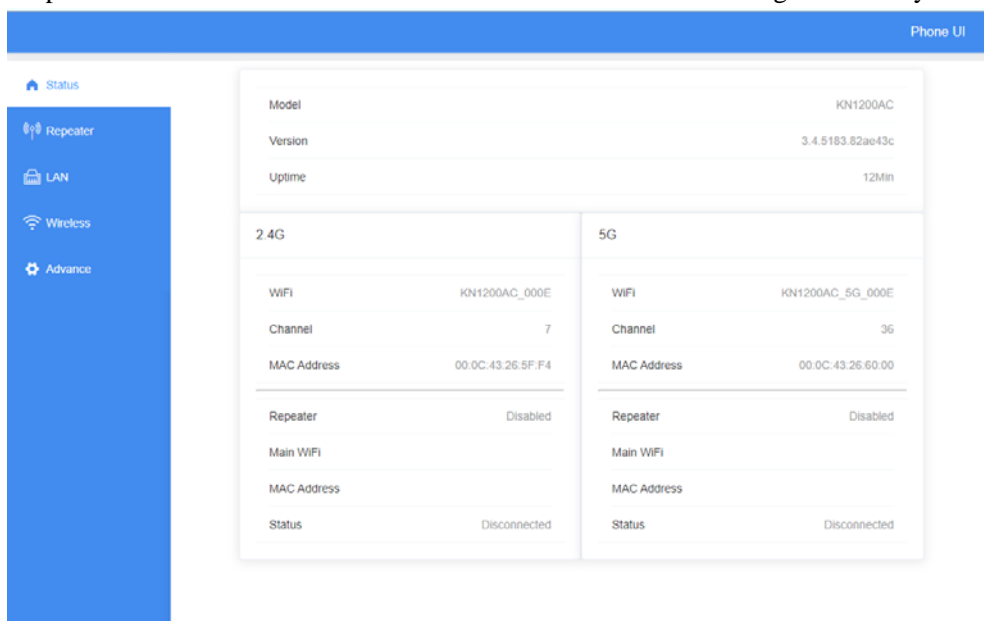 Phone UI
Status
Repeater
LAN
Wireless
Advance
Model KN1200AC
Version 3.4.5183.82ae43c
Uptime 12Min
2.4G
WiFi KN1200AC_000E
Channel 7
MAC Address 00:0C:43:26:5F:F4
Repeater Disabled
Main WiFi
MAC Address
Status Disconnected
5G
WiFi KN1200AC_5G_000E
Channel 36
MAC Address 00:0C:43:26:60:00
Repeater Disabled
Main WiFi
MAC Address
Status Disconnected